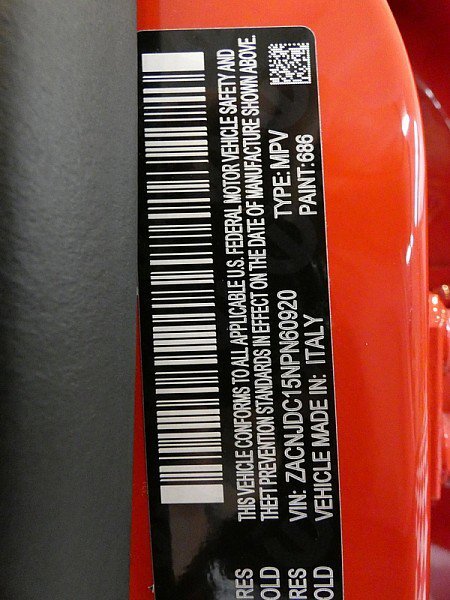 THIS VEHICLE CONFORMS TO ALL APPLICABLE U.S. FEDERAL MOTOR VEHICLE SAFETY AND
THEFT PREVENTION STANDARDS IN EFFECT ON THE DATE OF MANUFACTURE SHOWN ABOVE.
VIN: ZACNJDC15NPN60920 TYPE: MPV
VEHICLE MADE IN: ITALY PAINT: 686
RES
OLD
RES
OLD